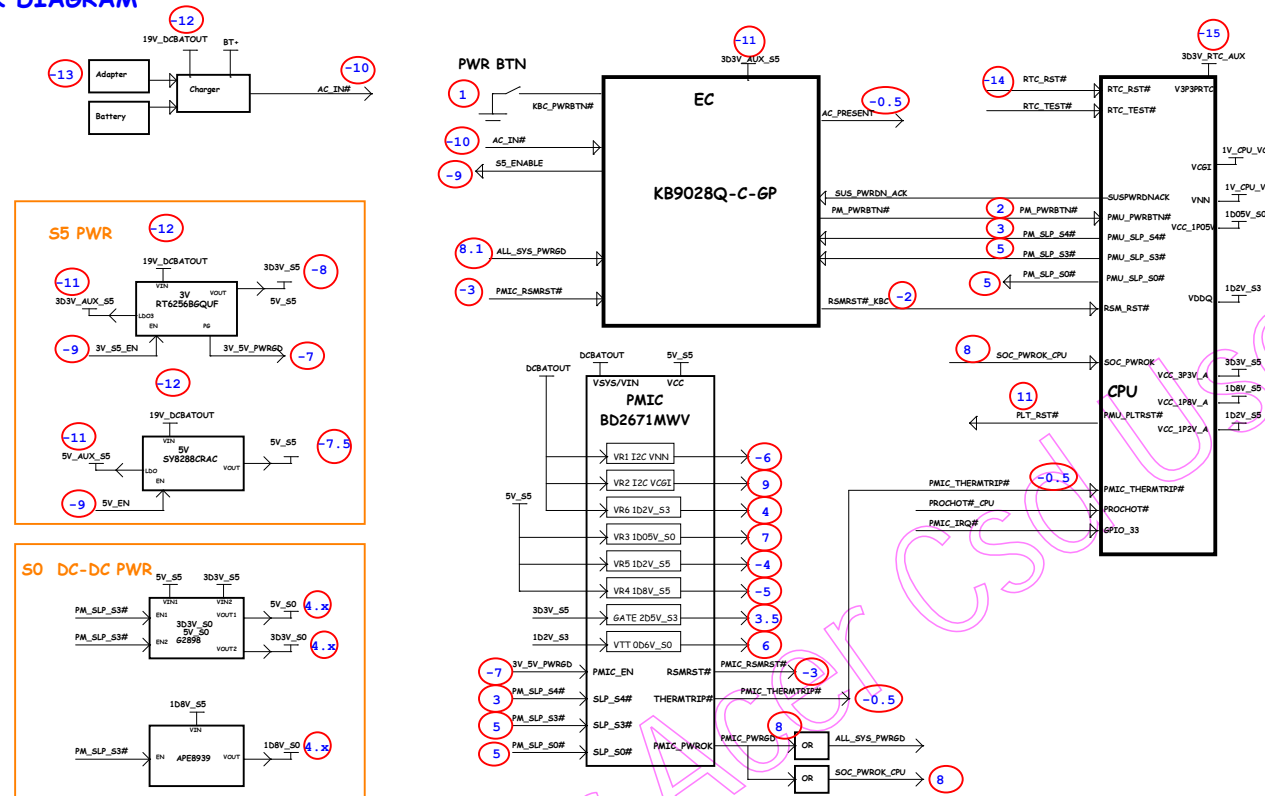 DIAGRAM
-12
19V_DCBATOUT
BT+
-13
Adapter
Battery
Charger
-10
AC_IN#
S5 PWR
-12
19V_DCBATOUT
VIN
-11
3D3V_AUX_S5
LDO3
3V
RT6256BGQUF
VOUT
3D3V_S5
-8
5V_S5
EN
PG
-9
3V_S5_EN
3V_5V_PWRGD
-7
-12
19V_DCBATOUT
VIN
-11
5V_AUX_S5
LDO
5V
SY8288CRAC
VOUT
5V_S5
-7.5
EN
-9
5V_EN
S0 DC-DC PWR
5V_S5
3D3V_S5
VIN1
VIN2
PM_SLP_S3#
EN1
VOUT1
5V_S0
4.x
3D3V_S0
5V_S0
G2898
PM_SLP_S3#
EN2
VOUT2
3D3V_S0
4.x
1D8V_S5
VIN
PM_SLP_S3#
EN
APE8939
VOUT
1D8V_S0
4.x
PWR BTN
1
KBC_PWRBTN#
-10
AC_IN#
-9
S5_ENABLE
8.1
ALL_SYS_PWRGD
-3
PMIC_RSMRST#
-11
3D3V_AUX_S5
EC
KB9028Q-C-GP
AC_PRESENT
-0.5
SUS_PWRDN_ACK
PM_PWRBTN#
2
PM_PWRBTN#
3
PM_SLP_S4#
5
PM_SLP_S3#
5
PM_SLP_S0#
RSMRST#_KBC
-2
-15
3D3V_RTC_AUX
-14
RTC_RST#
RTC_TEST#
RTC_RST#
V3P3RTC
RTC_TEST#
VCGI
SUSPWRDNACK
VNN
PMU_PWRBTN#
VCC_1P05V
1D05V_S0
PMU_SLP_S4#
PMU_SLP_S3#
PMU_SLP_S0#
VDDQ
1D2V_S3
RSM_RST#
8
SOC_PWROK_CPU
SOC_PWROK
VCC_3P3V_A
3D3V_S5
CPU
VCC_1P8V_A
1D8V_S5
11
PLT_RST#
PMU_PLTRST#
VCC_1P2V_A
1D2V_S5
-0.5
PMIC_THERMTRIP#
PMIC_THERMTRIP#
PROCHOT#_CPU
PROCHOT#
PMIC_IRQ#
GPIO_33
DCBATOUT
5V_S5
DCBATOUT
VSYS/VIN
VCC
PMIC
BD2671MWV
VR1 I2C VNN
-6
VR2 I2C VCGI
9
5V_S5
VR6 1D2V_S3
4
VR3 1D05V_S0
7
VR5 1D2V_S5
-4
VR4 1D8V_S5
-5
3D3V_S5
GATE 2D5V_S3
3.5
1D2V_S3
VTT 0D6V_S0
6
-7
3V_5V_PWRGD
PMIC_EN
RSMRST#
PMIC_RSMRST#
-3
3
PM_SLP_S4#
SLP_S4#
THERMTRIP#
PMIC_THERMTRIP#
-0.5
5
PM_SLP_S3#
SLP_S3#
5
PM_SLP_S0#
SLP_S0#
PMIC_PWROK
PMIC_PWRGD
8
OR
ALL_SYS_PWRGD
OR
SOC_PWROK_CPU
8
Acer Csd